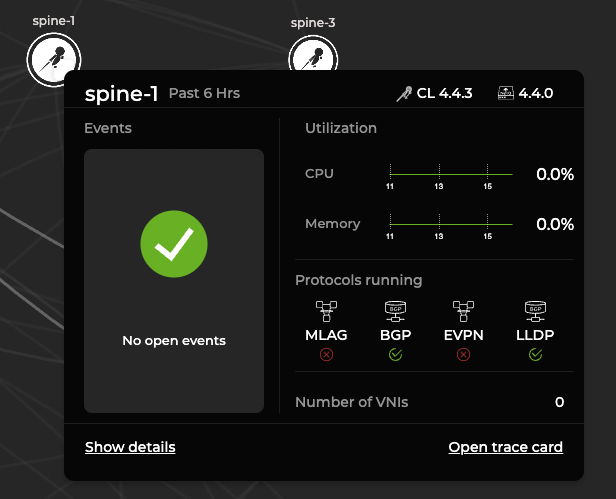 spine-1 spine-3
spine-1 Past 6 Hrs CL 4.4.3 4.4.0
Events
No open events
Utilization
CPU 0.0%
11 13 15
Memory 0.0%
11 13 15
Protocols running
BGP BGP
MLAG BGP EVPN LLDP
Number of VNIs 0
Show details Open trace card